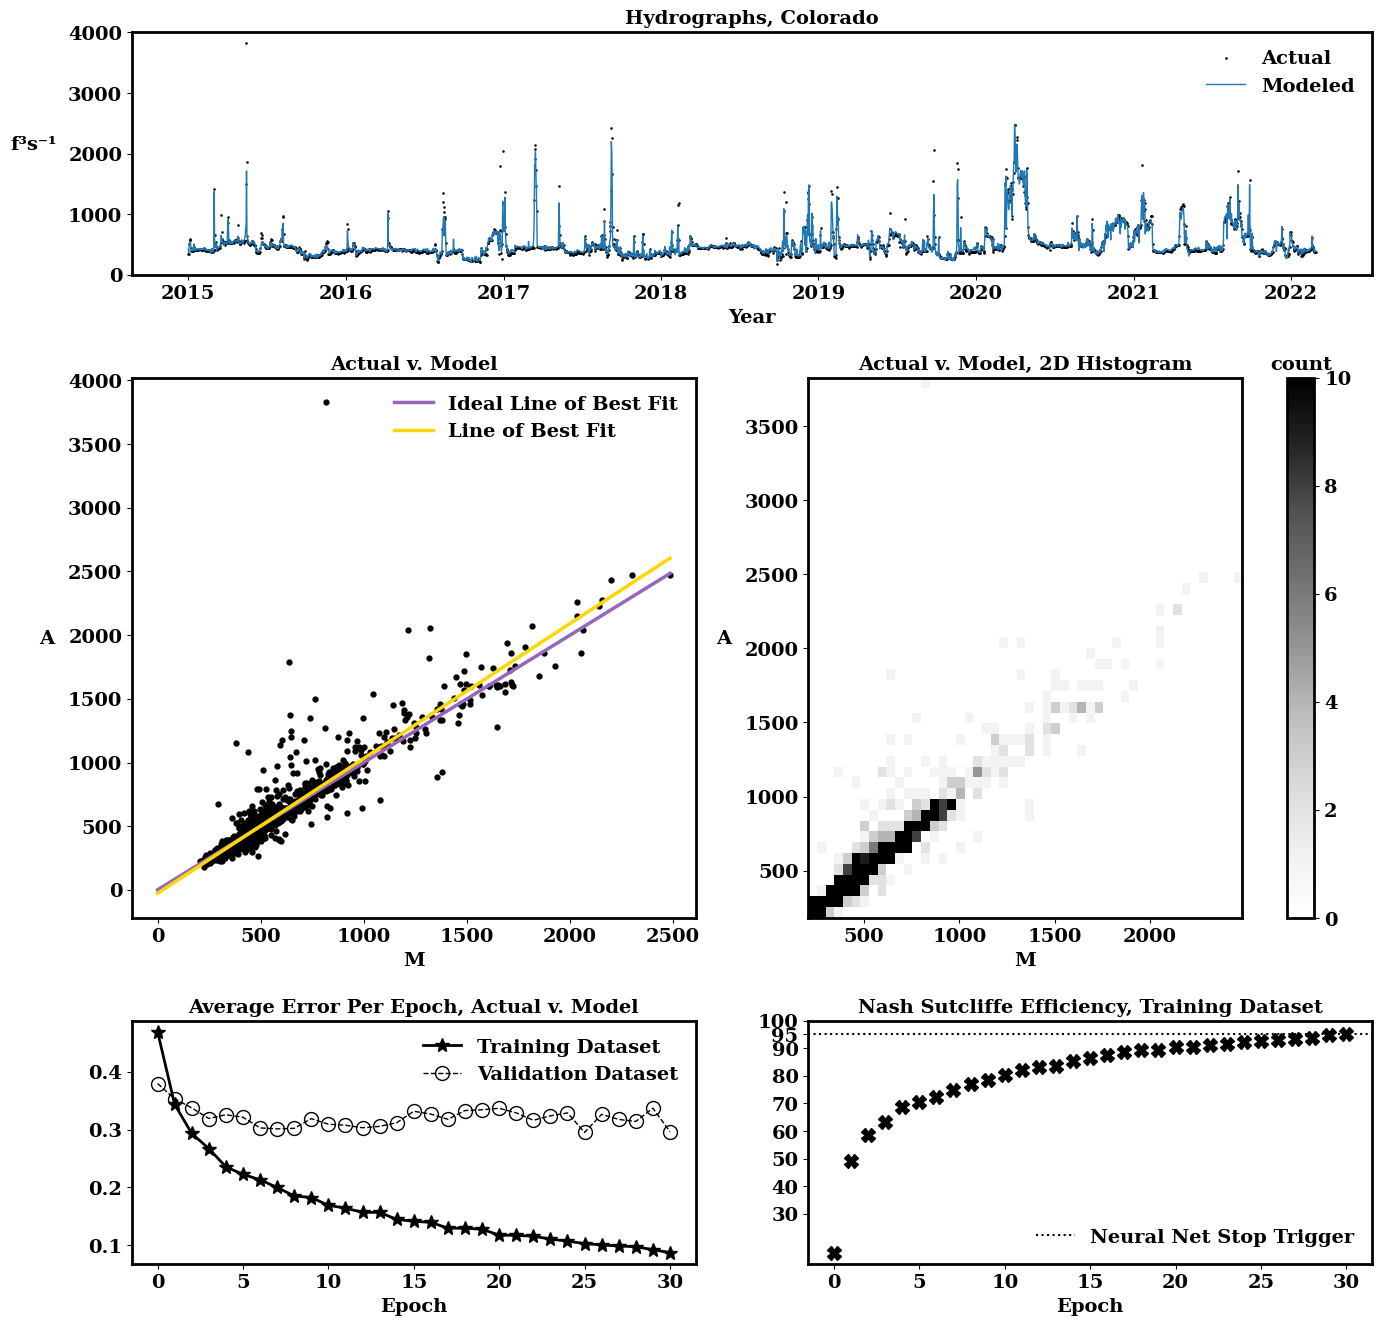 Hydrographs, Colorado
4000
3000
2000
1000
0
f³s⁻¹
Actual
Modeled
2015 2016 2017 2018 2019 2020 2021 2022
Year
Actual v. Model
4000
3500
3000
2500
2000
1500
1000
500
0
A
Ideal Line of Best Fit
Line of Best Fit
0 500 1000 1500 2000 2500
M
Actual v. Model, 2D Histogram
3500
3000
2500
2000
1500
1000
500
A
500 1000 1500 2000
M
count
10
8
6
4
2
0
Average Error Per Epoch, Actual v. Model
0.4
0.3
0.2
0.1
Training Dataset
Validation Dataset
0 5 10 15 20 25 30
Epoch
Nash Sutcliffe Efficiency, Training Dataset
100
95
90
80
70
60
50
40
30
Neural Net Stop Trigger
0 5 10 15 20 25 30
Epoch